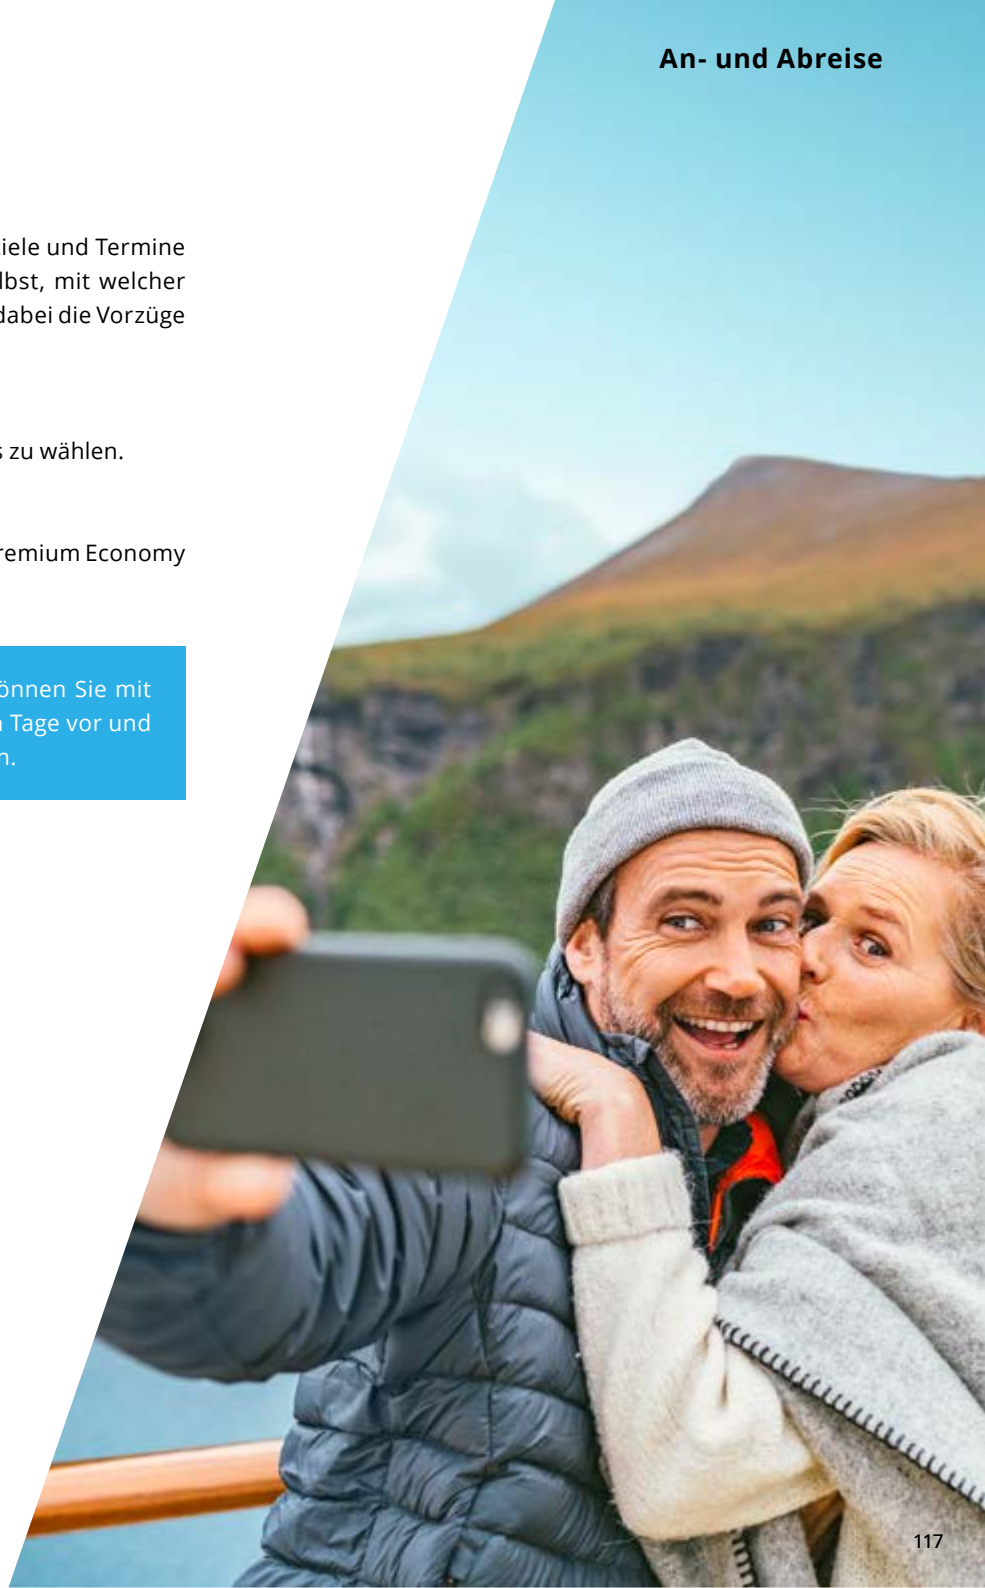 An- und Abreise
iele und Termine
lbst, mit welcher
dabei die Vorzüge
s zu wählen.
remium Economy
önnen Sie mit
Tage vor und
n.
117